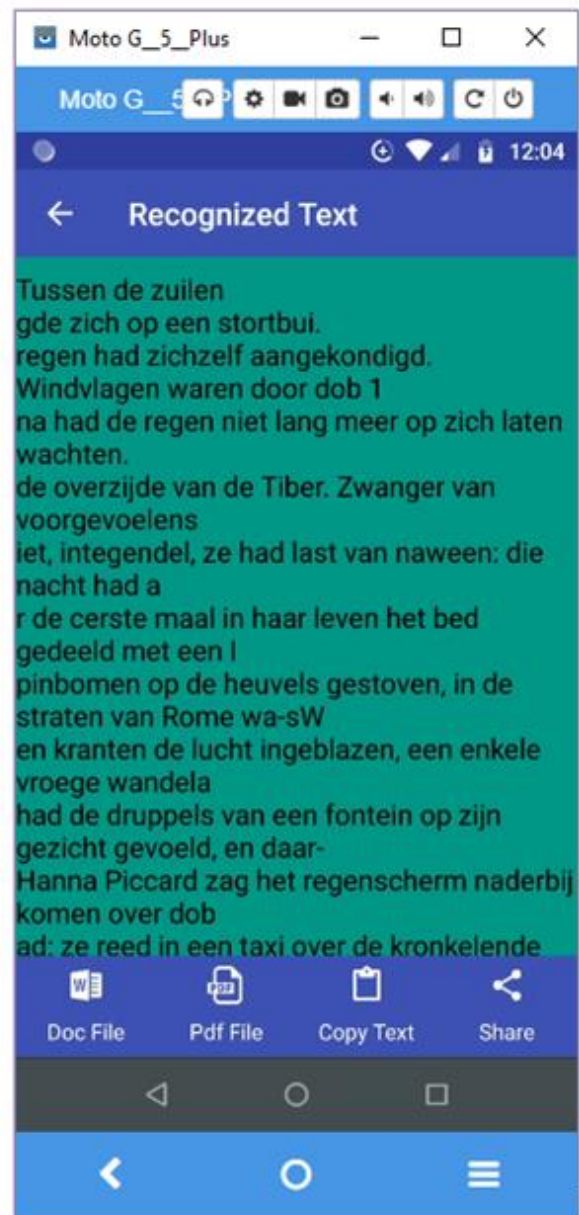 Moto G__5__Plus
Moto G__5
12:04
Recognized Text
Tussen de zuilen
gde zich op een stortbui.
regen had zichzelf aangekondigd.
Windvlagen waren door dob 1
na had de regen niet lang meer op zich laten
wachten.
de overzijde van de Tiber. Zwanger van
voorgevoelens
iet, integendel, ze had last van naween: die
nacht had a
r de cerste maal in haar leven het bed
gedeeld met een l
pinbomen op de heuvels gestoven, in de
straten van Rome wa-sW
en kranten de lucht ingeblazen, een enkele
vroege wandela
had de druppels van een fontein op zijn
gezicht gevoeld, en daar-
Hanna Piccard zag het regenscherm naderbij
komen over dob
ad: ze reed in een taxi over de kronkelende
Doc File
Pdf File
Copy Text
Share